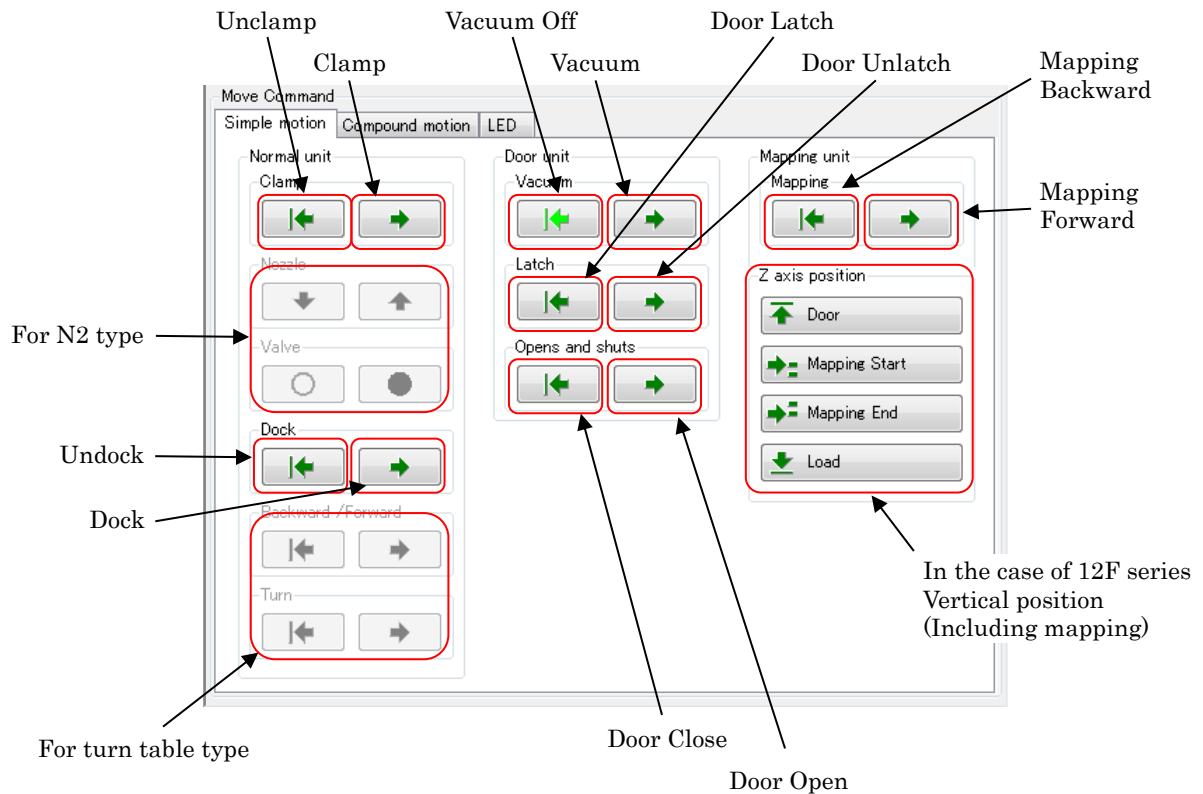 Unclamp
Vacuum Off
Door Latch
Clamp
Vacuum
Door Unlatch
Mapping
Backward
Move Command
Simple motion
Compound motion
LED
Normal unit
Door unit
Mapping unit
Clamp
Vacuum
Mapping
Mapping
Forward
Nozzle
Latch
Z axis position
Door
For N2 type
Valve
Opens and shuts
Mapping Start
Mapping End
Dock
Undock
Load
Dock
Backward /Forward
In the case of 12F series
Vertical position
(Including mapping)
Turn
For turn table type
Door Close
Door Open